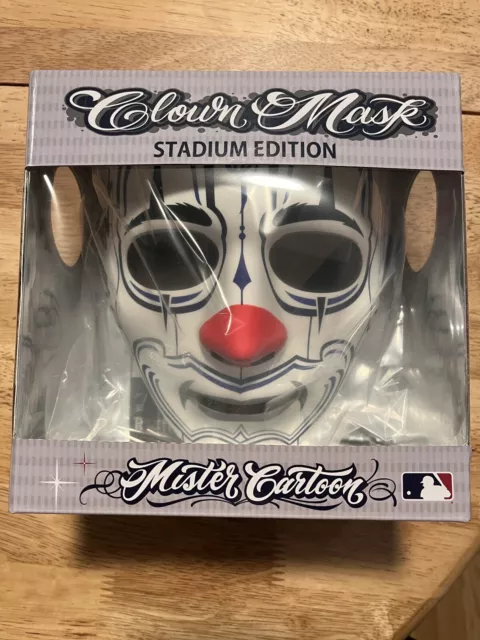 Clown Mask
STADIUM EDITION
Mister Cartoon